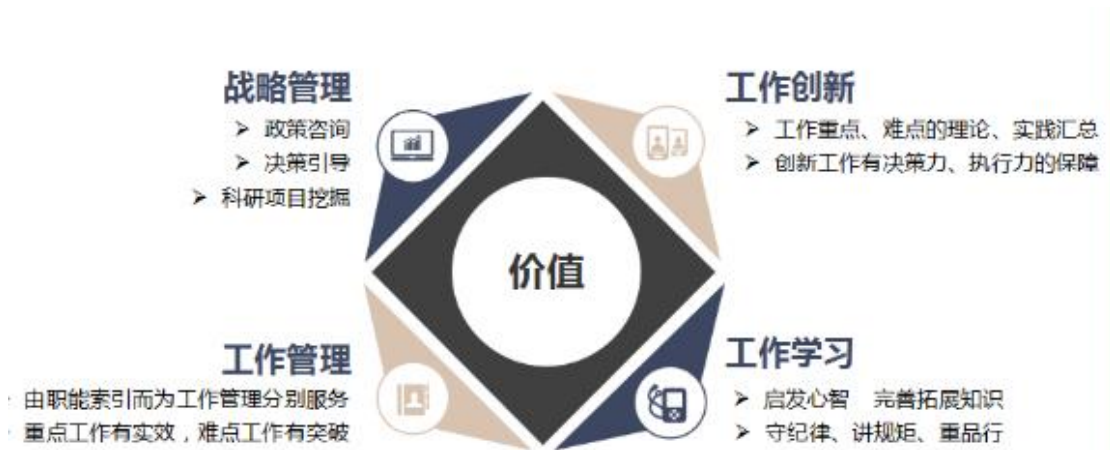 战略管理
➢ 政策咨询
➢ 决策引导
➢ 科研项目挖掘
工作创新
➢ 工作重点、难点的理论、实践汇总
➢ 创新工作有决策力、执行力的保障
价值
工作管理
由职能索引而为工作管理分别服务
重点工作有实效，难点工作有突破
工作学习
➢ 启发心智 完善拓展知识
➢ 守纪律、讲规矩、重品行